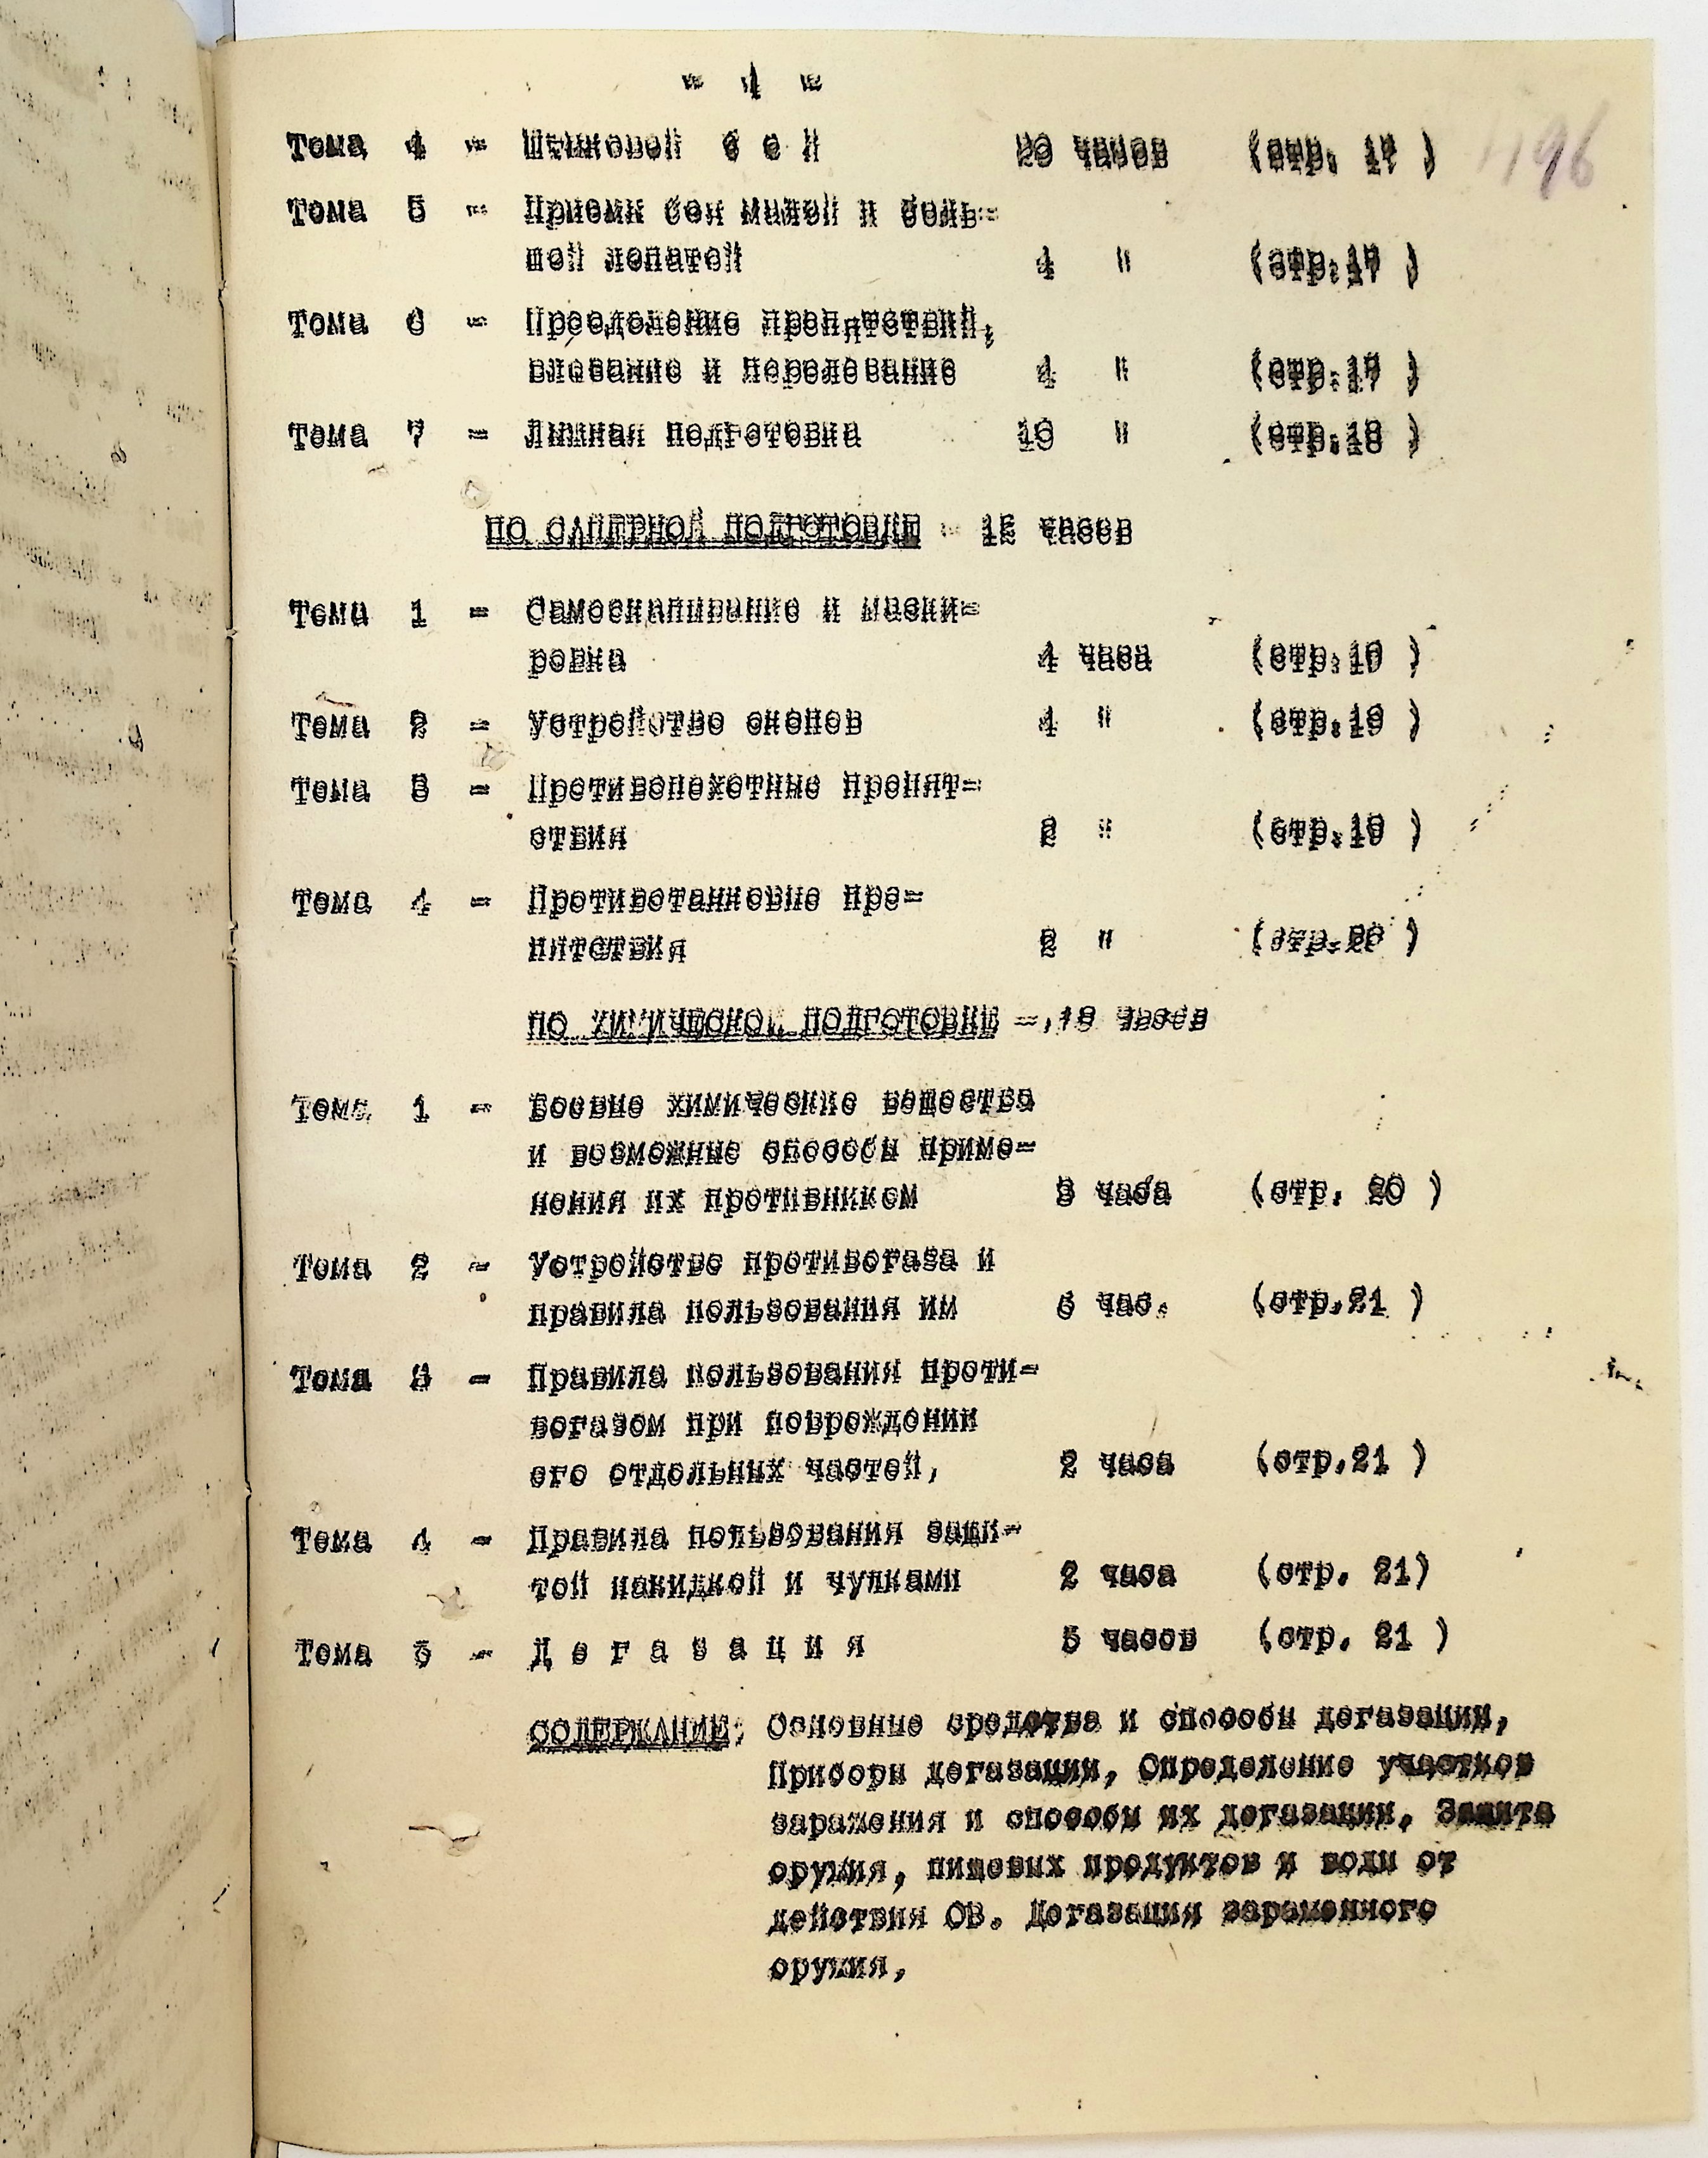 - 4 -
Тема 4 - Штыковой б о й 20 часов (стр. 17 )
Тема 5 - Приемы боя малой и боль-
шой лопатой 4 " (стр.17 )
Тема 6 - Преодоление препятствий,
влезание и перелезание 4 " (стр.17 )
Тема 7 - Лыжная подготовка 10 " (стр.18 )
ПО САПЕРНОЙ ПОДГОТОВКЕ - 12 часов
Тема 1 - Самоокапывание и маски-
ровка 4 часа (стр.19 )
Тема 2 - Устройство окопов 4 " (стр.19 )
Тема 3 - Противопехотные препят-
ствия 2 " (стр.19 )
Тема 4 - Противотанковые пре-
пятствия 2 " (стр.20 )
ПО ХИМИЧЕСКОЙ ПОДГОТОВКЕ - 18 часов
Тема 1 - Боевые химические вещества
и возможные способы приме-
нения их противником 3 часа (стр. 20 )
Тема 2 - Устройство противогаза и
правила пользования им 6 час. (стр.21 )
Тема 3 - Правила пользования проти-
вогазом при повреждении
его отдельных частей, 2 часа (стр.21 )
Тема 4 - Правила пользования защи-
той накидкой и чулками 2 часа (стр. 21)
Тема 5 - Д е г а з а ц и я 5 часов (стр. 21 )
СОДЕРЖАНИЕ: Основные средства и способы дегазации,
Приборы дегазации, Определение участков
заражения и способы их дегазации. Защита
оружия, пищевых продуктов и воды от
действия ОВ. Дегазация зараженного
оружия,